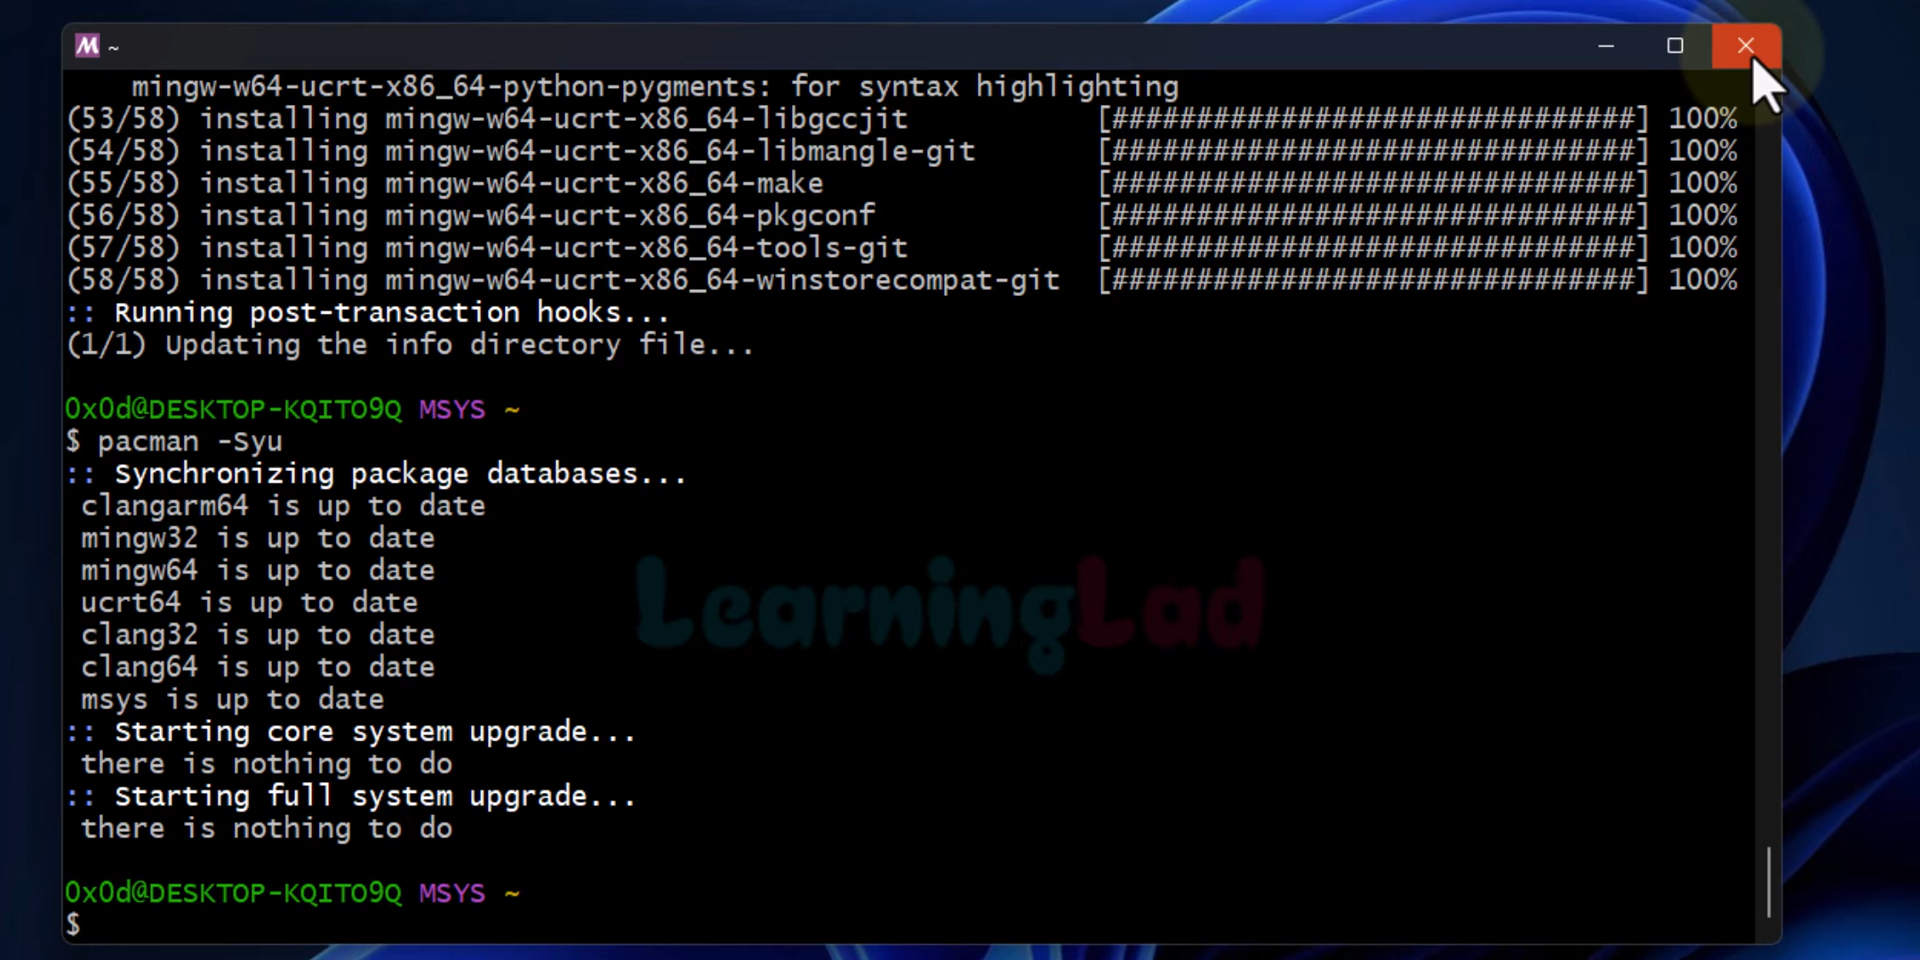 M ~
mingw-w64-ucrt-x86_64-python-pygments: for syntax highlighting
(53/58) installing mingw-w64-ucrt-x86_64-libgccjit [###############################] 100%
(54/58) installing mingw-w64-ucrt-x86_64-libmangle-git [###############################] 100%
(55/58) installing mingw-w64-ucrt-x86_64-make [###############################] 100%
(56/58) installing mingw-w64-ucrt-x86_64-pkgconf [###############################] 100%
(57/58) installing mingw-w64-ucrt-x86_64-tools-git [###############################] 100%
(58/58) installing mingw-w64-ucrt-x86_64-winstorecompat-git [###############################] 100%
:: Running post-transaction hooks...
(1/1) Updating the info directory file...
0x0d@DESKTOP-KQITO9Q MSYS ~
$ pacman -Syu
:: Synchronizing package databases...
clangarm64 is up to date
mingw32 is up to date
mingw64 is up to date
ucrt64 is up to date
clang32 is up to date
clang64 is up to date
msys is up to date
:: Starting core system upgrade...
there is nothing to do
:: Starting full system upgrade...
there is nothing to do
0x0d@DESKTOP-KQITO9Q MSYS ~
$
LearningLad